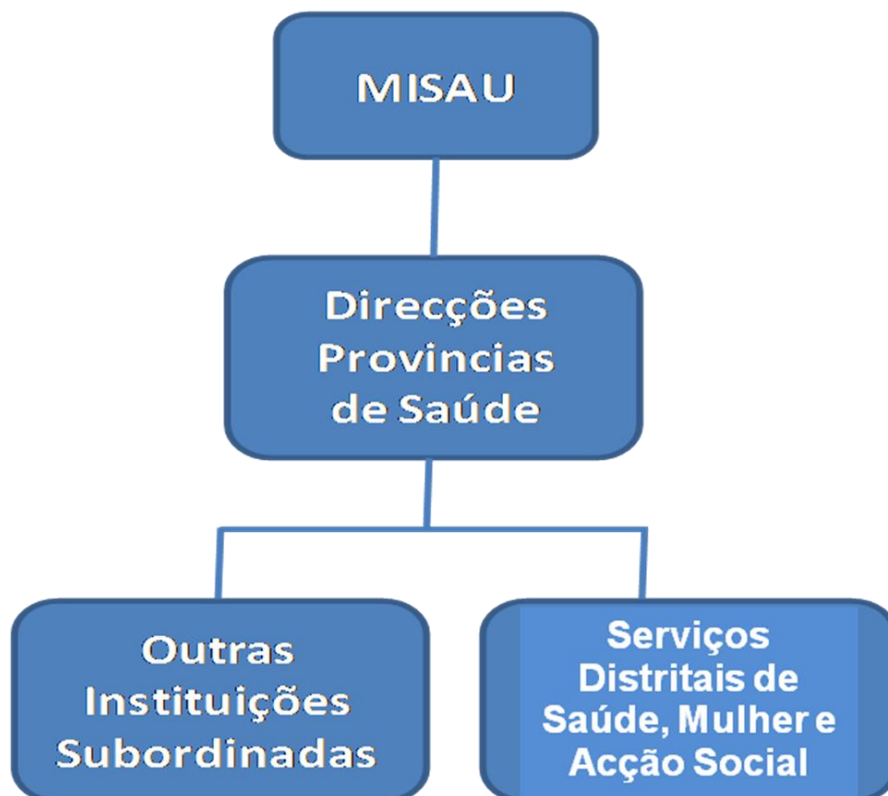 MISAU
Direcções
Provincias
de Saúde
Outras
Instituições
Subordinadas
Serviços
Distritais de
Saúde, Mulher e
Acção Social